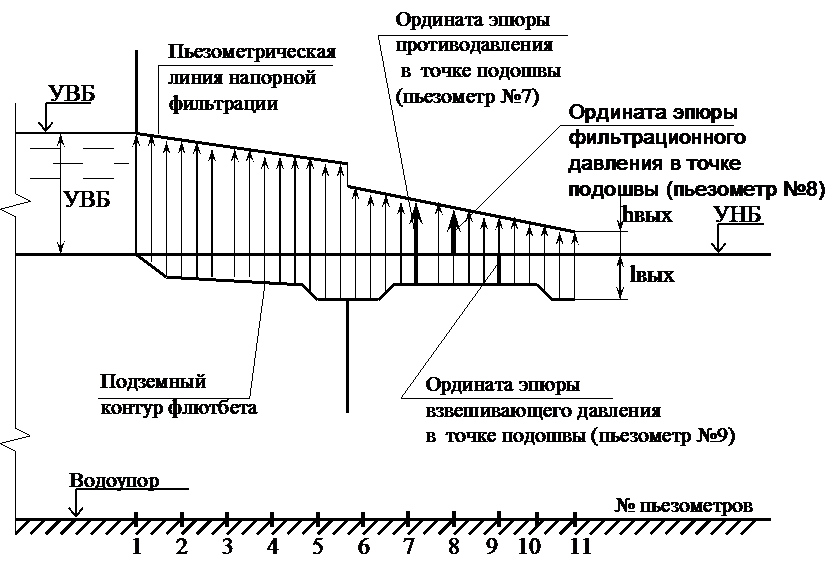 Ордината эпюры
противодавления
в точке подошвы
(пьезометр №7)
Пьезометрическая
линия напорной
фильтрации
УВБ
Ордината эпюры
фильтрационного
давления в точке
подошвы (пьезометр №8)
УВБ
hвых
УНБ
lвых
Подземный
контур флютбета
Ордината эпюры
взвешивающего давления
в точке подошвы (пьезометр №9)
Водоупор
№ пьезометров
1 2 3 4 5 6 7 8 9 10 11